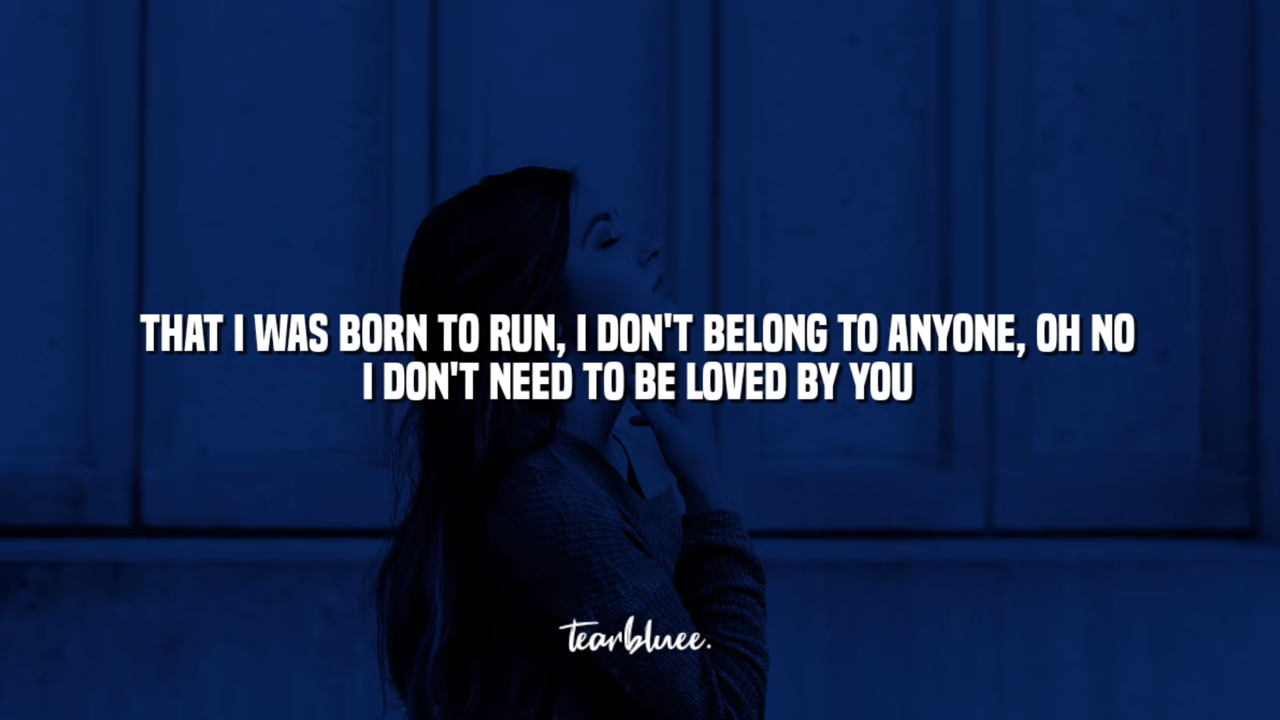 THAT I WAS BORN TO RUN, I DON'T BELONG TO ANYONE, OH NO
I DON'T NEED TO BE LOVED BY YOU
tearbluee.